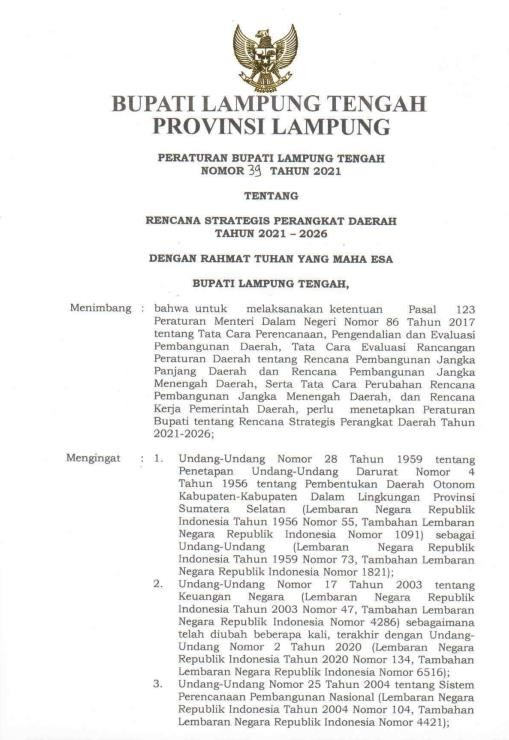 BUPATI LAMPUNG TENGAH
PROVINSI LAMPUNG
PERATURAN BUPATI LAMPUNG TENGAH
NOMOR 39 TAHUN 2021
TENTANG
RENCANA STRATEGIS PERANGKAT DAERAH
TAHUN 2021 – 2026
DENGAN RAHMAT TUHAN YANG MAHA ESA
BUPATI LAMPUNG TENGAH,
Menimbang : bahwa untuk melaksanakan ketentuan Pasal 123
Peraturan Menteri Dalam Negeri Nomor 86 Tahun 2017
tentang Tata Cara Perencanaan, Pengendalian dan Evaluasi
Pembangunan Daerah, Tata Cara Evaluasi Rancangan
Peraturan Daerah tentang Rencana Pembangunan Jangka
Panjang Daerah dan Rencana Pembangunan Jangka
Menengah Daerah, Serta Tata Cara Perubahan Rencana
Pembangunan Jangka Menengah Daerah, dan Rencana
Kerja Pemerintah Daerah, perlu menetapkan Peraturan
Bupati tentang Rencana Strategis Perangkat Daerah Tahun
2021-2026;
Mengingat : 1. Undang-Undang Nomor 28 Tahun 1959 tentang
Penetapan Undang-Undang Darurat Nomor 4
Tahun 1956 tentang Pembentukan Daerah Otonom
Kabupaten-Kabupaten Dalam Lingkungan Provinsi
Sumatera Selatan (Lembaran Negara Republik
Indonesia Tahun 1956 Nomor 55, Tambahan Lembaran
Negara Republik Indonesia Nomor 1091) sebagai
Undang-Undang (Lembaran Negara Republik
Indonesia Tahun 1959 Nomor 73, Tambahan Lembaran
Negara Republik Indonesia Nomor 1821);
2. Undang-Undang Nomor 17 Tahun 2003 tentang
Keuangan Negara (Lembaran Negara Republik
Indonesia Tahun 2003 Nomor 47, Tambahan Lembaran
Negara Republik Indonesia Nomor 4286) sebagaimana
telah diubah beberapa kali, terakhir dengan Undang-
Undang Nomor 2 Tahun 2020 (Lembaran Negara
Republik Indonesia Tahun 2020 Nomor 134, Tambahan
Lembaran Negara Republik Indonesia Nomor 6516);
3. Undang-Undang Nomor 25 Tahun 2004 tentang Sistem
Perencanaan Pembangunan Nasional (Lembaran Negara
Republik Indonesia Tahun 2004 Nomor 104, Tambahan
Lembaran Negara Republik Indonesia Nomor 4421);